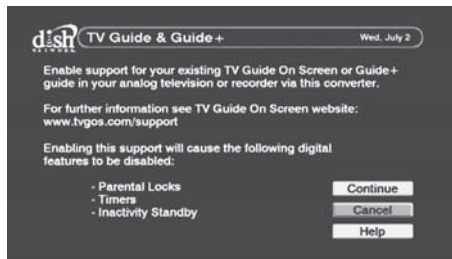 dish
NETWORK
TV Guide & Guide+
Wed, July 2
Enable support for your existing TV Guide On Screen or Guide+
guide in your analog television or recorder via this converter.
For further information see TV Guide On Screen website:
www.tvgos.com/support
Enabling this support will cause the following digital
features to be disabled:
- Parental Locks
- Timers
- Inactivity Standby
Continue
Cancel
Help